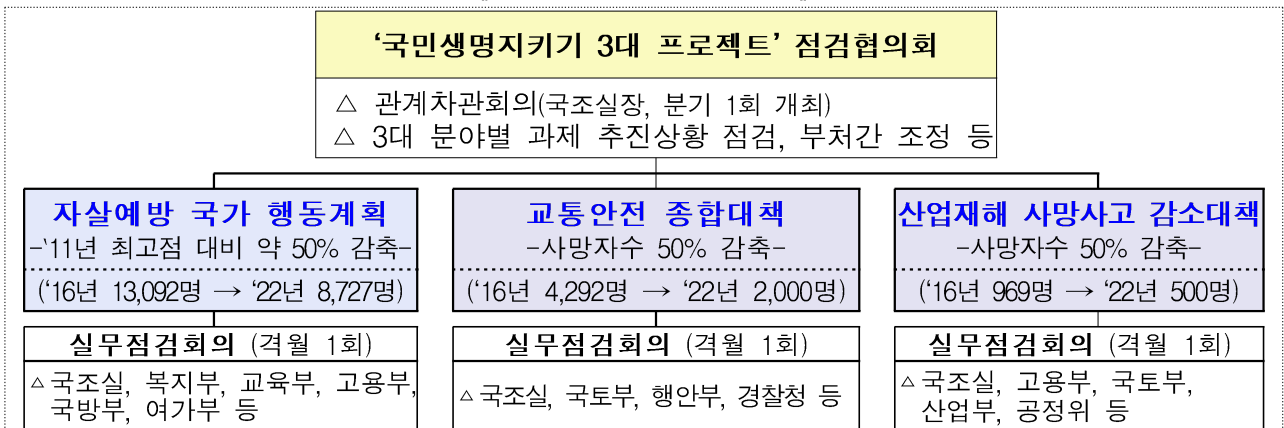 ‘국민생명지키기 3대 프로젝트’ 점검협의회
△ 관계차관회의(국조실장, 분기 1회 개최)
△ 3대 분야별 과제 추진상황 점검, 부처간 조정 등
자살예방 국가 행동계획
-‘11년 최고점 대비 약 50% 감축-
(‘16년 13,092명 → ‘22년 8,727명)
실무점검회의 (격월 1회)
△ 국조실, 복지부, 교육부, 고용부,
국방부, 여가부 등
교통안전 종합대책
-사망자수 50% 감축-
(‘16년 4,292명 → ‘22년 2,000명)
실무점검회의 (격월 1회)
△ 국조실, 국토부, 행안부, 경찰청 등
산업재해 사망사고 감소대책
-사망자수 50% 감축-
(‘16년 969명 → ‘22년 500명)
실무점검회의 (격월 1회)
△ 국조실, 고용부, 국토부,
산업부, 공정위 등